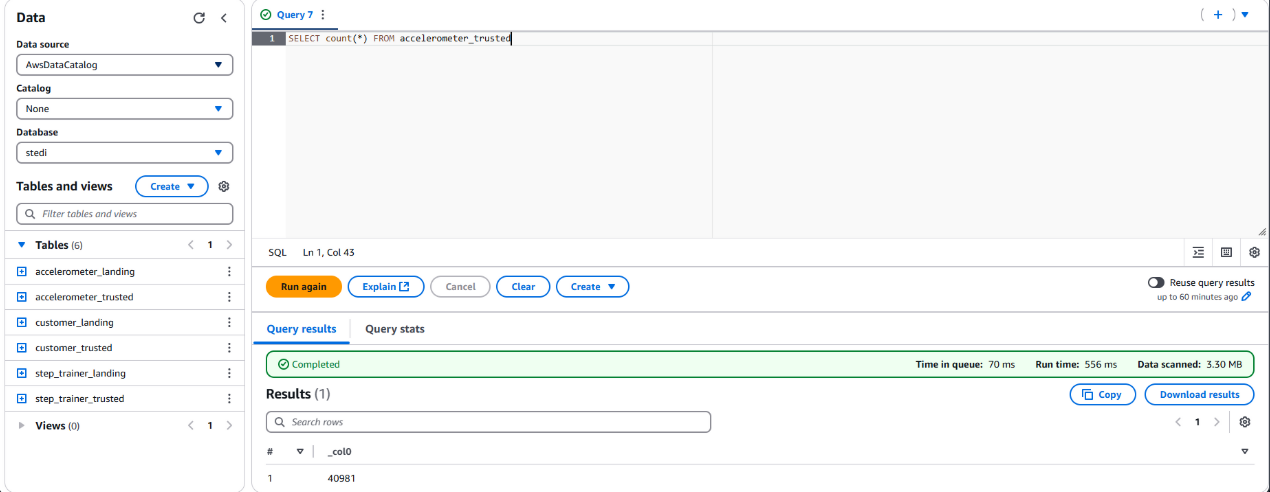 Data
Data source
AwsDataCatalog
Catalog
None
Database
stedi
Tables and views
Create
Filter tables and views
Tables (6)
1
accelerometer_landing
accelerometer_trusted
customer_landing
customer_trusted
step_trainer_landing
step_trainer_trusted
Views (0)
1
Query 7
1 SELECT count(*) FROM accelerometer_trusted
SQL Ln 1, Col 43
Run again Explain Cancel Clear Create
Reuse query results
up to 60 minutes ago
Query results Query stats
Completed Time in queue: 70 ms Run time: 556 ms Data scanned: 3.30 MB
Results (1) Copy Download results
Search rows 1
# _col0
1 40981